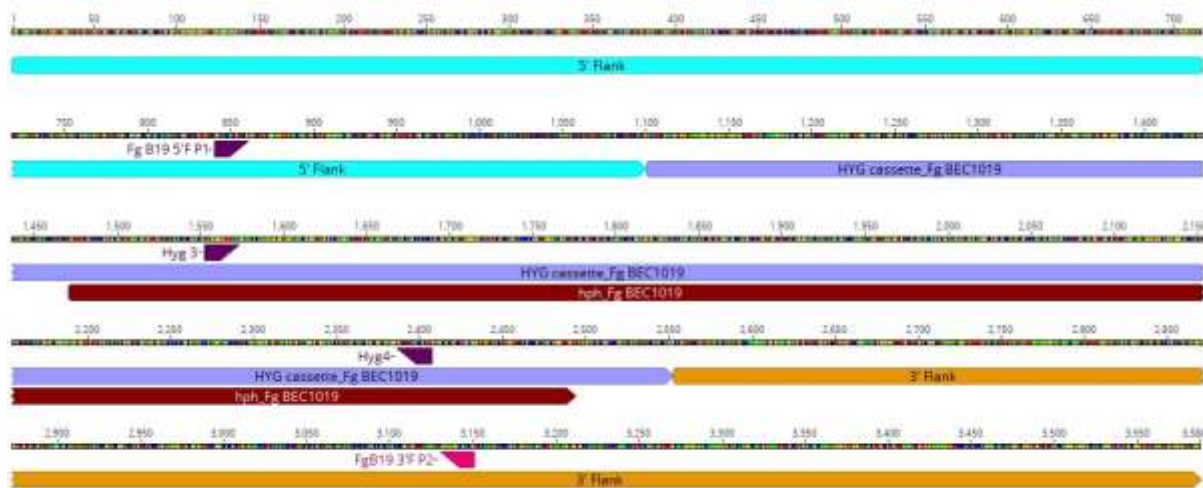 1 50 100 150 200 250 300 350 400 450 500 550 600 650 700
5' Flank
750 800 850 900 950 1,000 1,050 1,100 1,150 1,200 1,250 1,300 1,350 1,400
Fg B19 5'F P1
5' Flank HYG cassette_Fg BEC1019
1,450 1,500 1,550 1,600 1,650 1,700 1,750 1,800 1,850 1,900 1,950 2,000 2,050 2,100 2,150
Hyg 3
HYG cassette_Fg BEC1019
hph_Fg BEC1019
2,200 2,250 2,300 2,350 2,400 2,450 2,500 2,550 2,600 2,650 2,700 2,750 2,800 2,850
Hyg4
HYG cassette_Fg BEC1019 3' Flank
hph_Fg BEC1019
2,900 2,950 3,000 3,050 3,100 3,150 3,200 3,250 3,300 3,350 3,400 3,450 3,500 3,550 3,580
FgB19 3'F P2
3' Flank